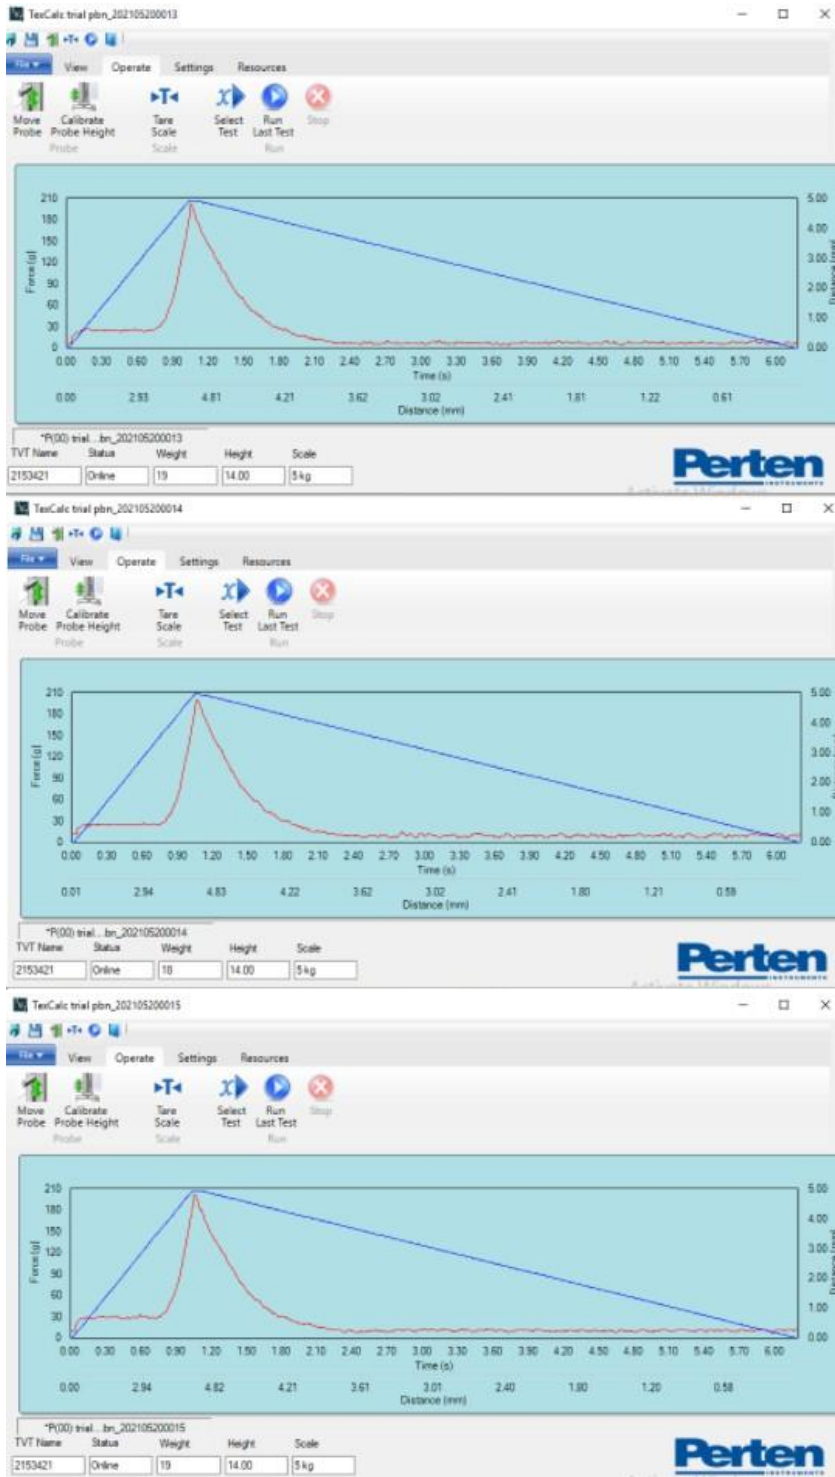 TexCalc trial pbn_202105200013
File View Operate Settings Resources
Move Probe Calibrate Probe Height Tare Scale Select Test Run Last Test Stop
Probe Scale Run
210 5.00
180 4.00
150
120 3.00
90 2.00
60
30 1.00
0 0.00
Force (g)
0.00 0.30 0.60 0.90 1.20 1.50 1.80 2.10 2.40 2.70 3.00 3.30 3.60 3.90 4.20 4.50 4.80 5.10 5.40 5.70 6.00
Time (s)
0.00 2.93 4.81 4.21 3.62 3.02 2.41 1.81 1.22 0.61
Distance (mm)
*P(00) trial...bn_202105200013
TVT Name Status Weight Height Scale
2153421 Online 19 14.00 5 kg
Perten
INSTRUMENTS
TexCalc trial pbn_202105200014
File View Operate Settings Resources
Move Probe Calibrate Probe Height Tare Scale Select Test Run Last Test Stop
Probe Scale Run
210 5.00
180 4.00
150
120 3.00
90 2.00
60
30 1.00
0 0.00
Force (g)
0.00 0.30 0.60 0.90 1.20 1.50 1.80 2.10 2.40 2.70 3.00 3.30 3.60 3.90 4.20 4.50 4.80 5.10 5.40 5.70 6.00
Time (s)
0.01 2.94 4.83 4.22 3.62 3.02 2.41 1.80 1.21 0.59
Distance (mm)
*P(00) trial...bn_202105200014
TVT Name Status Weight Height Scale
2153421 Online 18 14.00 5 kg
Perten
INSTRUMENTS
TexCalc trial pbn_202105200015
File View Operate Settings Resources
Move Probe Calibrate Probe Height Tare Scale Select Test Run Last Test Stop
Probe Scale Run
210 5.00
180 4.00
150
120 3.00
90 2.00
60
30 1.00
0 0.00
Force (g)
0.00 0.30 0.60 0.90 1.20 1.50 1.80 2.10 2.40 2.70 3.00 3.30 3.60 3.90 4.20 4.50 4.80 5.10 5.40 5.70 6.00
Time (s)
0.00 2.94 4.82 4.21 3.61 3.01 2.40 1.80 1.20 0.58
Distance (mm)
*P(00) trial...bn_202105200015
TVT Name Status Weight Height Scale
2153421 Online 19 14.00 5 kg
Perten